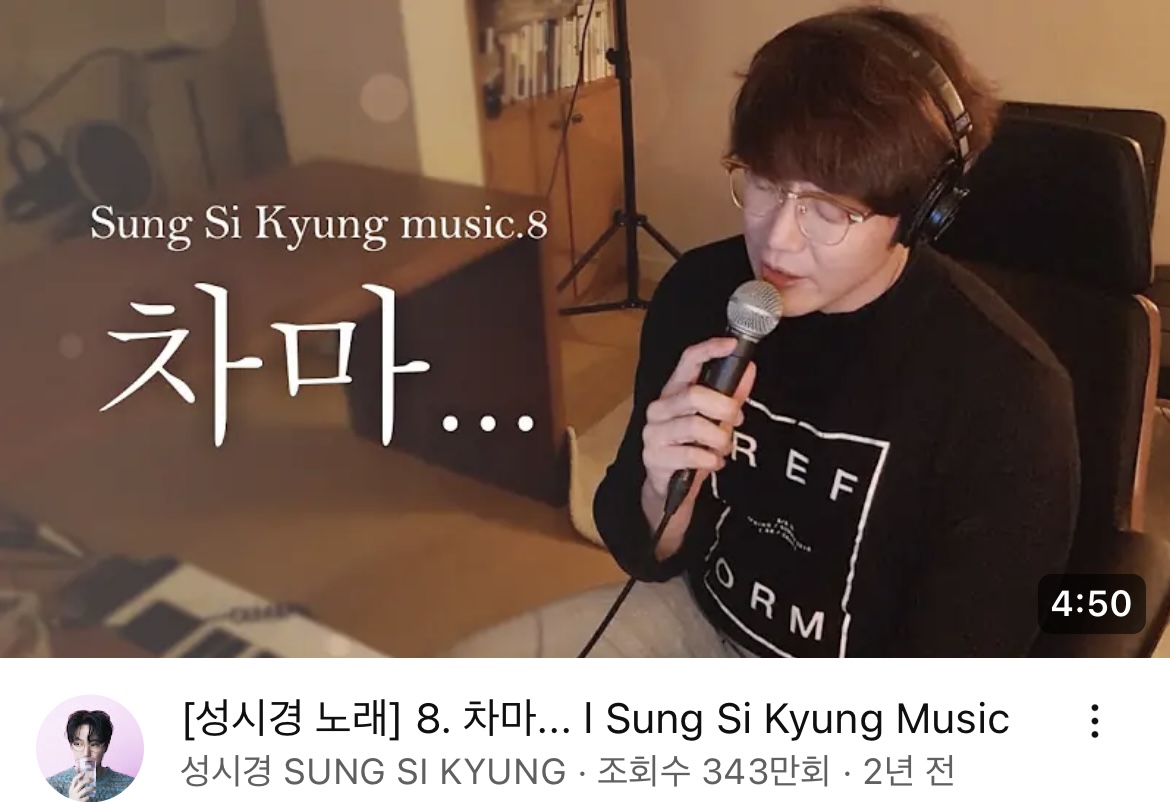 Sung Si Kyung music.8
차마...
REF
ORM
4:50
[성시경 노래] 8. 차마... l Sung Si Kyung Music
성시경 SUNG SI KYUNG · 조회수 343만회 · 2년 전